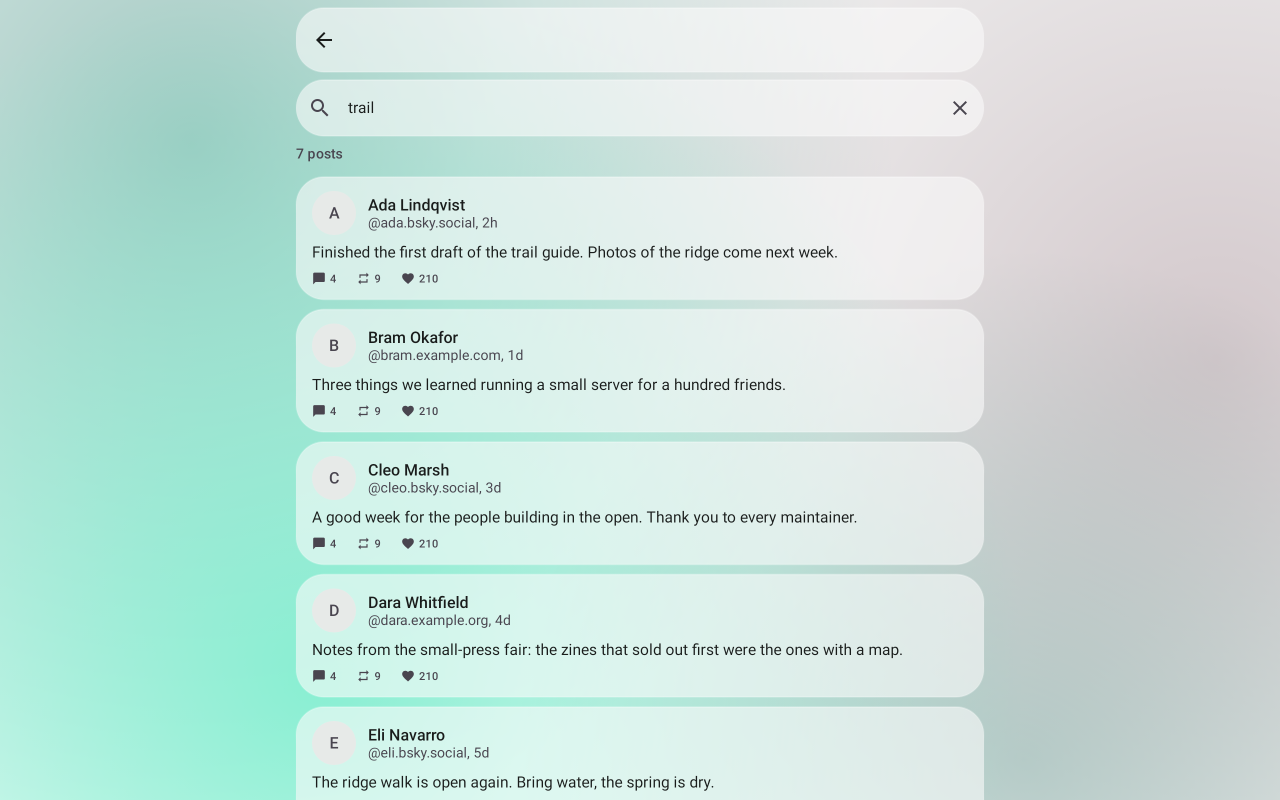 trail
7 posts
A
Ada Lindqvist
@ada.bsky.social, 2h
Finished the first draft of the trail guide. Photos of the ridge come next week.
4 9 210
B
Bram Okafor
@bram.example.com, 1d
Three things we learned running a small server for a hundred friends.
4 9 210
C
Cleo Marsh
@cleo.bsky.social, 3d
A good week for the people building in the open. Thank you to every maintainer.
4 9 210
D
Dara Whitfield
@dara.example.org, 4d
Notes from the small-press fair: the zines that sold out first were the ones with a map.
4 9 210
E
Eli Navarro
@eli.bsky.social, 5d
The ridge walk is open again. Bring water, the spring is dry.